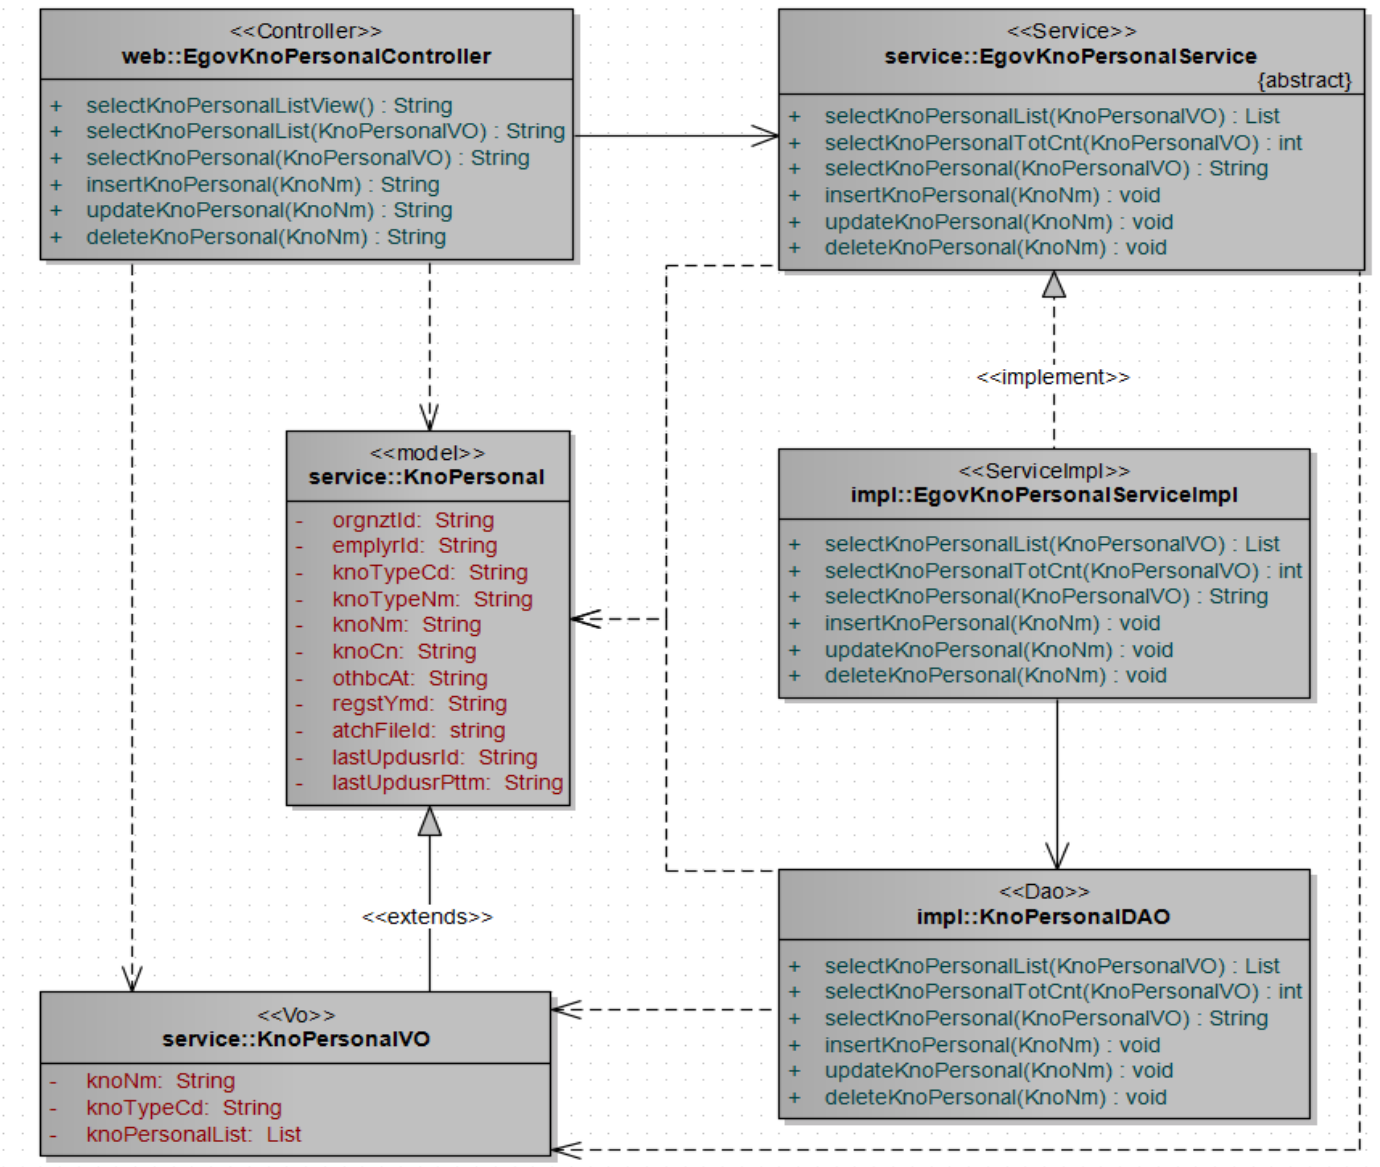 <<Controller>>
web::EgovKnoPersonalController
+ selectKnoPersonalListView() : String
+ selectKnoPersonalList(KnoPersonalVO) : String
+ selectKnoPersonal(KnoPersonalVO) : String
+ insertKnoPersonal(KnoNm) : String
+ updateKnoPersonal(KnoNm) : String
+ deleteKnoPersonal(KnoNm) : String
<<Service>>
service::EgovKnoPersonalService
{abstract}
+ selectKnoPersonalList(KnoPersonalVO) : List
+ selectKnoPersonalTotCnt(KnoPersonalVO) : int
+ selectKnoPersonal(KnoPersonalVO) : String
+ insertKnoPersonal(KnoNm) : void
+ updateKnoPersonal(KnoNm) : void
+ deleteKnoPersonal(KnoNm) : void
<<implement>>
<<model>>
service::KnoPersonal
- orgnztId: String
- emplyrId: String
- knoTypeCd: String
- knoTypeNm: String
- knoNm: String
- knoCn: String
- othbcAt: String
- regstYmd: String
- atchFileId: string
- lastUpdusrId: String
- lastUpdusrPttm: String
<<ServiceImpl>>
impl::EgovKnoPersonalServiceImpl
+ selectKnoPersonalList(KnoPersonalVO) : List
+ selectKnoPersonalTotCnt(KnoPersonalVO) : int
+ selectKnoPersonal(KnoPersonalVO) : String
+ insertKnoPersonal(KnoNm) : void
+ updateKnoPersonal(KnoNm) : void
+ deleteKnoPersonal(KnoNm) : void
<<extends>>
<<Dao>>
impl::KnoPersonalDAO
+ selectKnoPersonalList(KnoPersonalVO) : List
+ selectKnoPersonalTotCnt(KnoPersonalVO) : int
+ selectKnoPersonal(KnoPersonalVO) : String
+ insertKnoPersonal(KnoNm) : void
+ updateKnoPersonal(KnoNm) : void
+ deleteKnoPersonal(KnoNm) : void
<<Vo>>
service::KnoPersonalVO
- knoNm: String
- knoTypeCd: String
- knoPersonalList: List